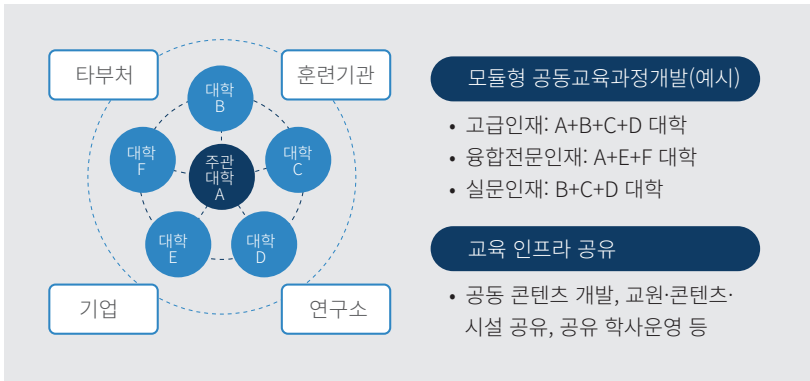 타부처
훈련기관
대학
B
대학
F
주관
대학
A
대학
C
대학
E
대학
D
기업
연구소
모듈형 공동교육과정개발(예시)
• 고급인재: A+B+C+D 대학
• 융합전문인재: A+E+F 대학
• 실문인재: B+C+D 대학
교육 인프라 공유
• 공동 콘텐츠 개발, 교원·콘텐츠·
시설 공유, 공유 학사운영 등